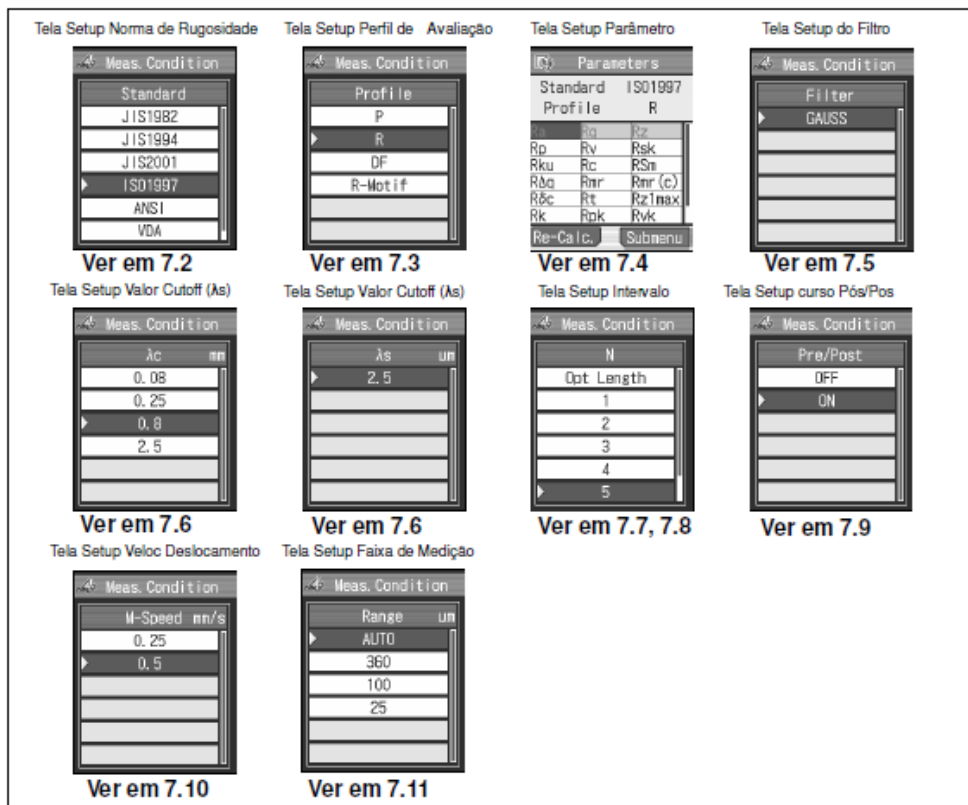 Tela Setup Norma de Rugosidade
Meas. Condition
Standard
JIS1982
JIS1994
JIS2001
ISO1997
ANSI
VDA
Ver em 7.2
Tela Setup Perfil de Avaliação
Meas. Condition
Profile
P
R
DF
R-Motif
Ver em 7.3
Tela Setup Parâmetro
Parameters
Standard ISO1997
Profile R
Ra Rq Rz
Rp Rv Rsk
Rku Rc RSm
RΔq Rmr Rmr(c)
Rδc Rt Rz1max
Rk Rpk Rvk
Re-Calc. Submenu
Ver em 7.4
Tela Setup do Filtro
Meas. Condition
Filter
GAUSS
Ver em 7.5
Tela Setup Valor Cutoff (λs)
Meas. Condition
λc mm
0.08
0.25
0.8
2.5
Ver em 7.6
Tela Setup Valor Cutoff (λs)
Meas. Condition
λs um
2.5
Ver em 7.6
Tela Setup Intervalo
Meas. Condition
N
Opt Length
1
2
3
4
5
Ver em 7.7, 7.8
Tela Setup curso Pós/Pos
Meas. Condition
Pre/Post
OFF
ON
Ver em 7.9
Tela Setup Veloc Deslocamento
Meas. Condition
M-Speed mm/s
0.25
0.5
Ver em 7.10
Tela Setup Faixa de Medição
Meas. Condition
Range um
AUTO
360
100
25
Ver em 7.11